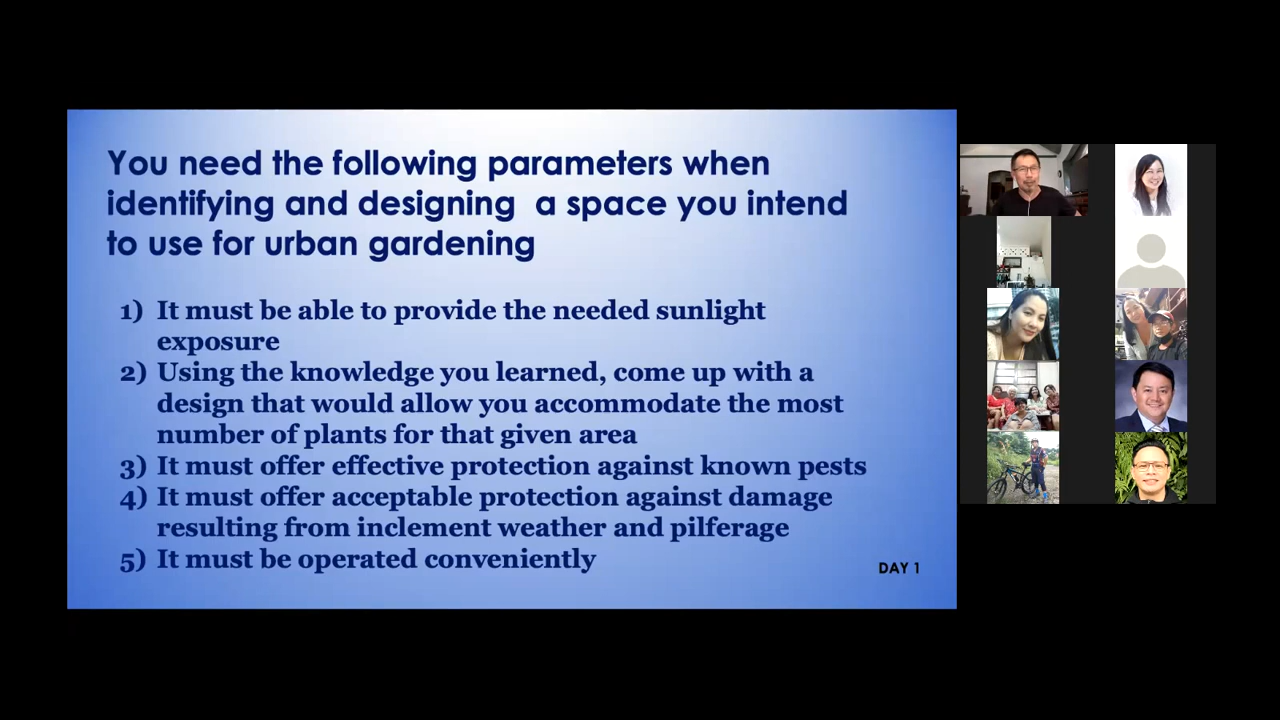 You need the following parameters when
identifying and designing a space you intend
to use for urban gardening
1) It must be able to provide the needed sunlight
exposure
2) Using the knowledge you learned, come up with a
design that would allow you accommodate the most
number of plants for that given area
3) It must offer effective protection against known pests
4) It must offer acceptable protection against damage
resulting from inclement weather and pilferage
5) It must be operated conveniently
DAY 1